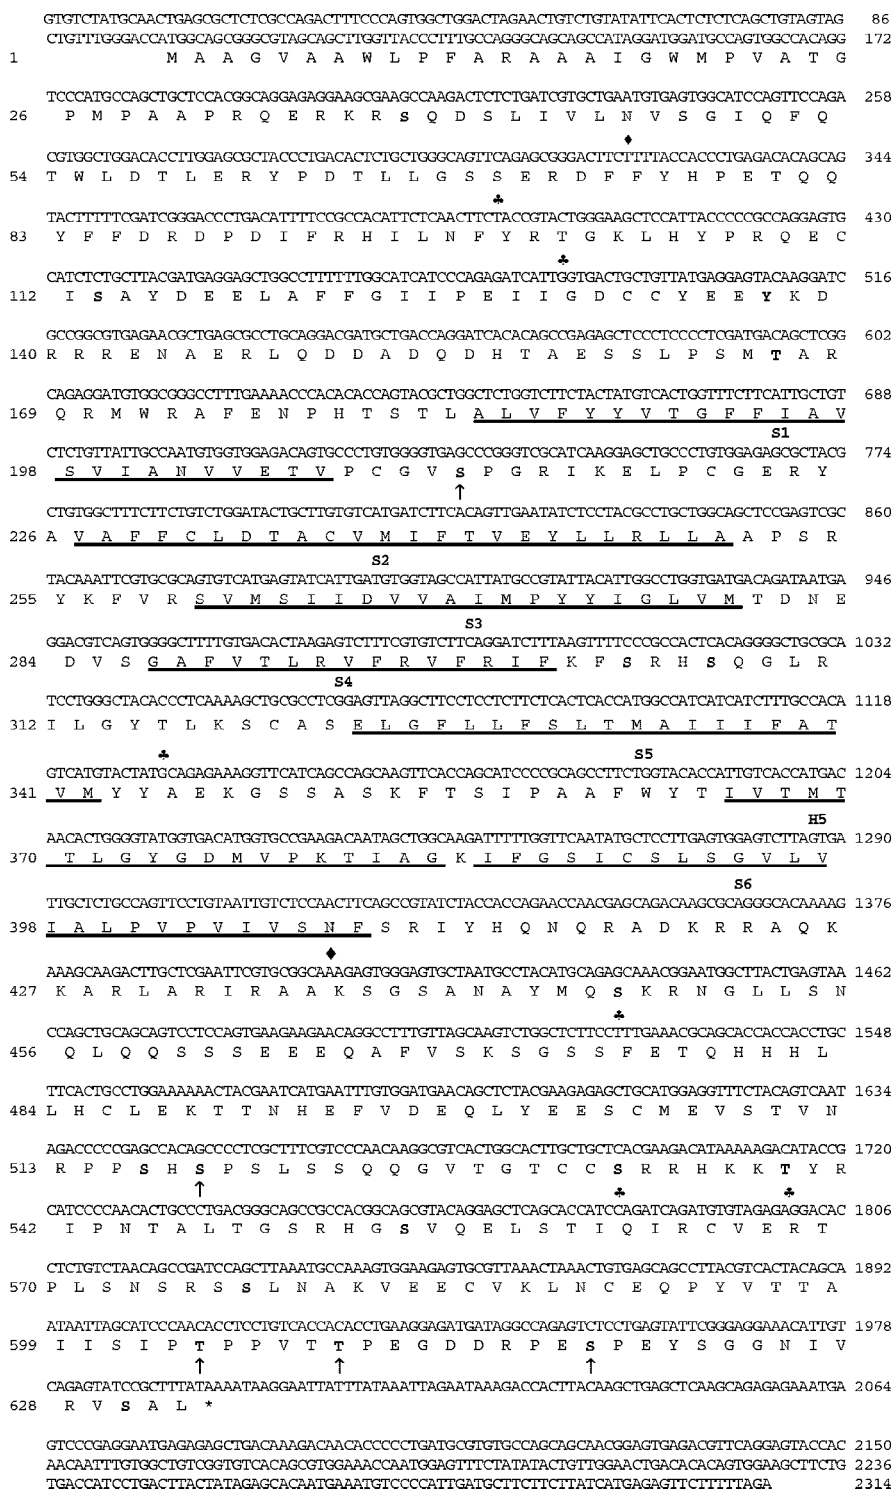 GTGTCTATGCAACTGAGCGCTCTCGCCAGACTTTCCCAGTGGCTGGACTAGAACTGTCTGTATATTCACTCTCTCAGCTGTAGTAG 86
CTGTTTGGGACCATGGCAGCGGGCGTAGCAGCTTGGTTACCCTTTGCCAGGGCAGCAGCCATAGGATGGATGCCAGTGGCCACAGG 172
1 M A A G V A A W L P F A R A A A I G W M P V A T G
TCCCATGCCAGCTGCTCCACGGCAGGAGAGGAAGCGAAGCCAAGACTCTCTGATCGTGCTGAATGTGAGTGGCATCCAGTTCCAGA 258
26 P M P A A P R Q E R K R S Q D S L I V L N V S G I Q F Q
♦
CGTGGCTGGACACCTTGGAGCGCTACCCTGACACTCTGCTGGGCAGTTCAGAGCGGGACTTCTTTTACCACCCTGAGACACAGCAG 344
54 T W L D T L E R Y P D T L L G S S E R D F F Y H P E T Q Q
♣
TACTTTTTCGATCGGGACCCTGACATTTTCCGCCACATTCTCAACTTCTACCGTACTGGGAAGCTCCATTACCCCCGCCAGGAGTG 430
83 Y F F D R D P D I F R H I L N F Y R T G K L H Y P R Q E C
♣
CATCTCTGCTTACGATGAGGAGCTGGCCTTTTTTGGCATCATCCCAGAGATCATTGGTGACTGCTGTTATGAGGAGTACAAGGATC 516
112 I S A Y D E E L A F F G I I P E I I G D C C Y E E Y K D
GCCGGCGTGAGAACGCTGAGCGCCTGCAGGACGATGCTGACCAGGATCACACAGCCGAGAGCTCCCTCCCCTCGATGACAGCTCGG 602
140 R R R E N A E R L Q D D A D Q D H T A E S S L P S M T A R
CAGAGGATGTGGCGGGCCTTTGAAAACCCACACACCAGTACGCTGGCTCTGGTCTTCTACTATGTCACTGGTTTCTTCATTGCTGT 688
169 Q R M W R A F E N P H T S T L A L V F Y Y V T G F F I A V
S1
CTCTGTTATTGCCAATGTGGTGGAGACAGTGCCCTGTGGGGTGAGCCCGGGTCGCATCAAGGAGCTGCCCTGTGGAGAGCGCTACG 774
198 S V I A N V V E T V P C G V S P G R I K E L P C G E R Y
↑
CTGTGGCTTTCTTCTGTCTGGATACTGCTTGTGTCATGATCTTCACAGTTGAATATCTCCTACGCCTGCTGGCAGCTCCGAGTCGC 860
226 A V A F F C L D T A C V M I F T V E Y L L R L L A A P S R
S2
TACAAATTCGTGCGCAGTGTCATGAGTATCATTGATGTGGTAGCCATTATGCCGTATTACATTGGCCTGGTGATGACAGATAATGA 946
255 Y K F V R S V M S I I D V V A I M P Y Y I G L V M T D N E
S3
GGACGTCAGTGGGGCTTTTGTGACACTAAGAGTCTTTCGTGTCTTCAGGATCTTTAAGTTTTCCCGCCACTCACAGGGGCTGCGCA 1032
284 D V S G A F V T L R V F R V F R I F K F S R H S Q G L R
S4
TCCTGGGCTACACCCTCAAAAGCTGCGCCTCGGAGTTAGGCTTCCTCCTCTTCTCACTCACCATGGCCATCATCATCTTTGCCACA 1118
312 I L G Y T L K S C A S E L G F L L F S L T M A I I I F A T
♣ S5
GTCATGTACTATGCAGAGAAAGGTTCATCAGCCAGCAAGTTCACCAGCATCCCCGCAGCCTTCTGGTACACCATTGTCACCATGAC 1204
341 V M Y Y A E K G S S A S K F T S I P A A F W Y T I V T M T
H5
AACACTGGGGTATGGTGACATGGTGCCGAAGACAATAGCTGGCAAGATTTTTGGTTCAATATGCTCCTTGAGTGGAGTCTTAGTGA 1290
370 T L G Y G D M V P K T I A G K I F G S I C S L S G V L V
S6
TTGCTCTGCCAGTTCCTGTAATTGTCTCCAACTTCAGCCGTATCTACCACCAGAACCAACGAGCAGACAAGCGCAGGGCACAAAAG 1376
398 I A L P V P V I V S N F S R I Y H Q N Q R A D K R R A Q K
♦
AAAGCAAGACTTGCTCGAATTCGTGCGGCAAAGAGTGGGAGTGCTAATGCCTACATGCAGAGCAAACGGAATGGCTTACTGAGTAA 1462
427 K A R L A R I R A A K S G S A N A Y M Q S K R N G L L S N
♣
CCAGCTGCAGCAGTCCTCCAGTGAAGAAGAACAGGCCTTTGTTAGCAAGTCTGGCTCTTCCTTTGAAACGCAGCACCACCACCTGC 1548
456 Q L Q Q S S S E E E Q A F V S K S G S S F E T Q H H H L
TTCACTGCCTGGAAAAAACTACGAATCATGAATTTGTGGATGAACAGCTCTACGAAGAGAGCTGCATGGAGGTTTCTACAGTCAAT 1634
484 L H C L E K T T N H E F V D E Q L Y E E S C M E V S T V N
AGACCCCCGAGCCACAGCCCCTCGCTTTCGTCCCAACAAGGCGTCACTGGCACTTGCTGCTCACGAAGACATAAAAAGACATACCG 1720
513 R P P S H S P S L S S Q Q G V T G T C C S R R H K K T Y R
↑ ♣ ♣
CATCCCCAACACTGCCCTGACGGGCAGCCGCCACGGCAGCGTACAGGAGCTCAGCACCATCCAGATCAGATGTGTAGAGAGGACAC 1806
542 I P N T A L T G S R H G S V Q E L S T I Q I R C V E R T
CTCTGTCTAACAGCCGATCCAGCTTAAATGCCAAAGTGGAAGAGTGCGTTAAACTAAACTGTGAGCAGCCTTACGTCACTACAGCA 1892
570 P L S N S R S S L N A K V E E C V K L N C E Q P Y V T T A
ATAATTAGCATCCCAACACCTCCTGTCACCACACCTGAAGGAGATGATAGGCCAGAGTCTCCTGAGTATTCGGGAGGAAACATTGT 1978
599 I I S I P T P P V T T P E G D D R P E S P E Y S G G N I V
↑ ↑ ↑
CAGAGTATCCGCTTTATAAAATAAGGAATTATTTATAAATTAGAATAAAGACCACTTACAAGCTGAGCTCAAGCAGAGAGAAATGA 2064
628 R V S A L *
GTCCCGAGGAATGAGAGAGCTGACAAAGACAACACCCCCTGATGCGTGTGCCAGCAGCAACGGAGTGAGACGTTCAGGAGTACCAC 2150
AACAATTTGTGGCTGTCGGTGTCACAGCGTGGAAACCAATGGAGTTTCTATATACTGTTGGAACTGACACACAGTGGAAGCTTCTG 2236
TGACCATCCTGACTTACTATAGAGCACAATGAAATGTCCCCATTGATGCTTCTTCTTATCATGAGAGTTCTTTTTAGA 2314